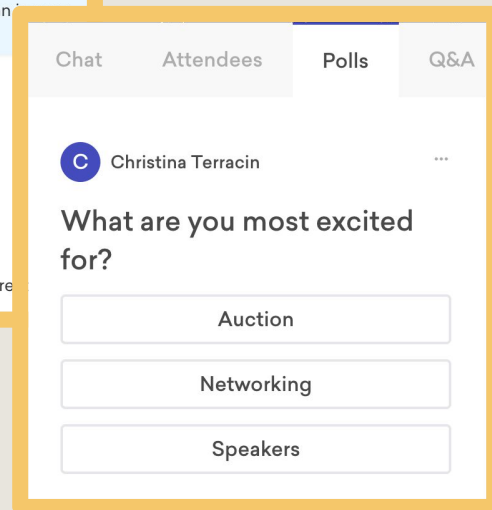 Chat Attendees Polls Q&A
C Christina Terracin
What are you most excited
for?
Auction
Networking
Speakers